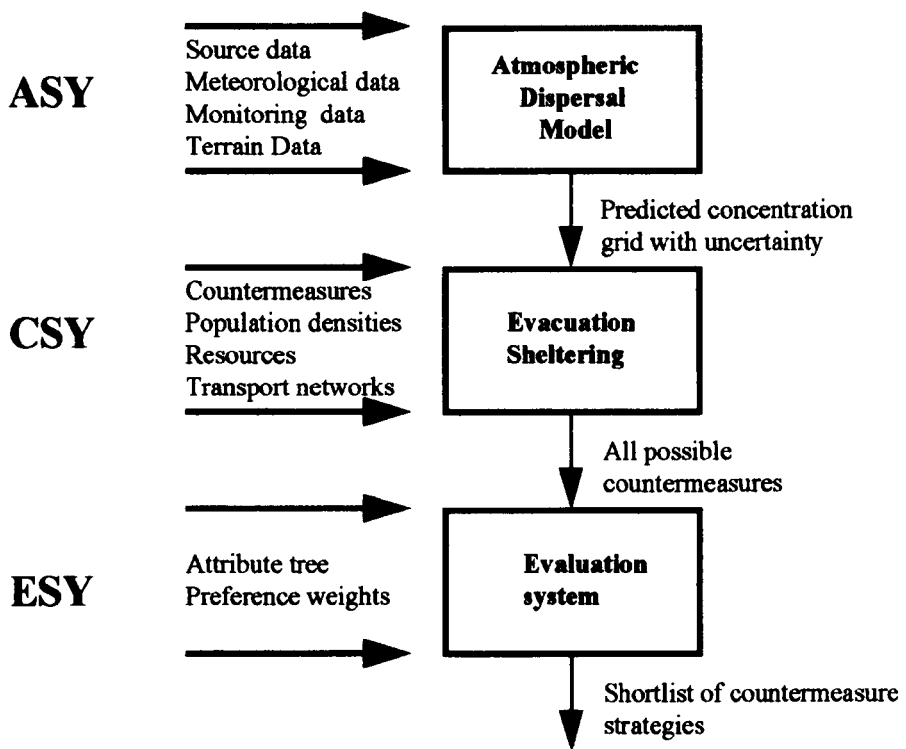 ASY
Source data
Meteorological data
Monitoring data
Terrain Data
Atmospheric
Dispersal
Model
Predicted concentration
grid with uncertainty
CSY
Countermeasures
Population densities
Resources
Transport networks
Evacuation
Sheltering
All possible
countermeasures
ESY
Attribute tree
Preference weights
Evaluation
system
Shortlist of countermeasure
strategies